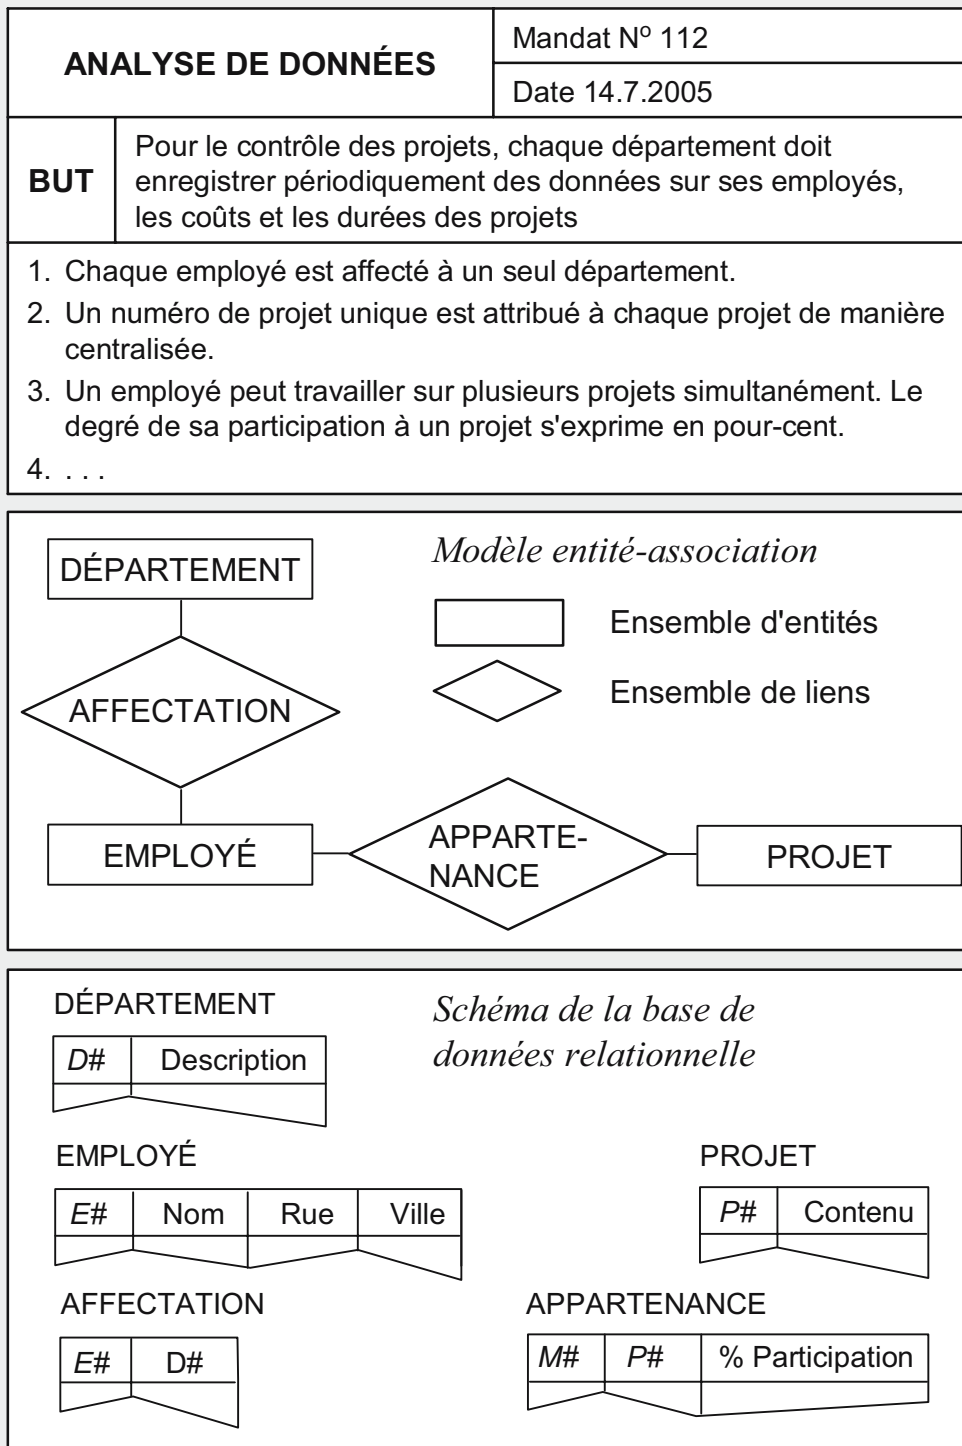 ANALYSE DE DONNÉES
Mandat Nº 112
Date 14.7.2005
BUT
Pour le contrôle des projets, chaque département doit
enregistrer périodiquement des données sur ses employés,
les coûts et les durées des projets
1. Chaque employé est affecté à un seul département.
2. Un numéro de projet unique est attribué à chaque projet de manière
centralisée.
3. Un employé peut travailler sur plusieurs projets simultanément. Le
degré de sa participation à un projet s'exprime en pour-cent.
4. . . .
DÉPARTEMENT
Modèle entité-association
Ensemble d'entités
Ensemble de liens
AFFECTATION
EMPLOYÉ
APPARTE-
NANCE
PROJET
DÉPARTEMENT
D# Description
Schéma de la base de
données relationnelle
EMPLOYÉ
E# Nom Rue Ville
PROJET
P# Contenu
AFFECTATION
E# D#
APPARTENANCE
M# P# % Participation